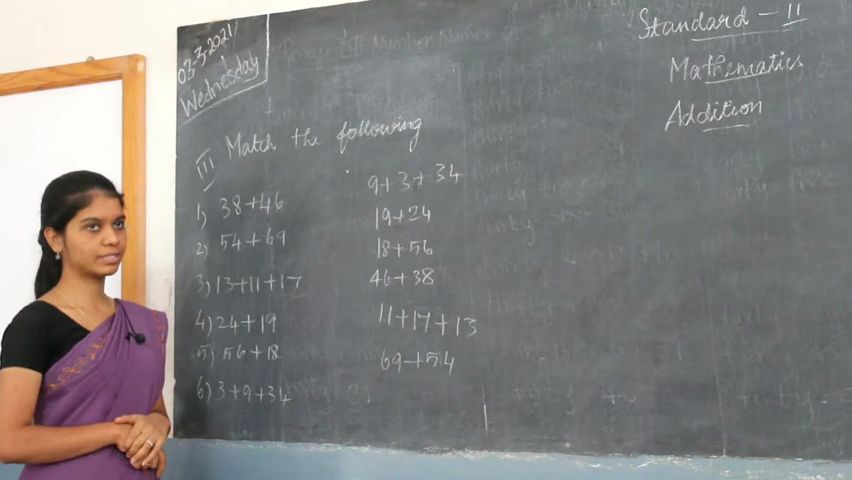 03-3-2021
Wednesday
Standard - II
Mathematics
Addition
III Match the following
1) 38+46
9+3+34
2) 54+69
19+24
18+56
3) 13+11+17
46+38
4) 24+19
11+17+13
5) 56+18
69+54
6) 3+9+34